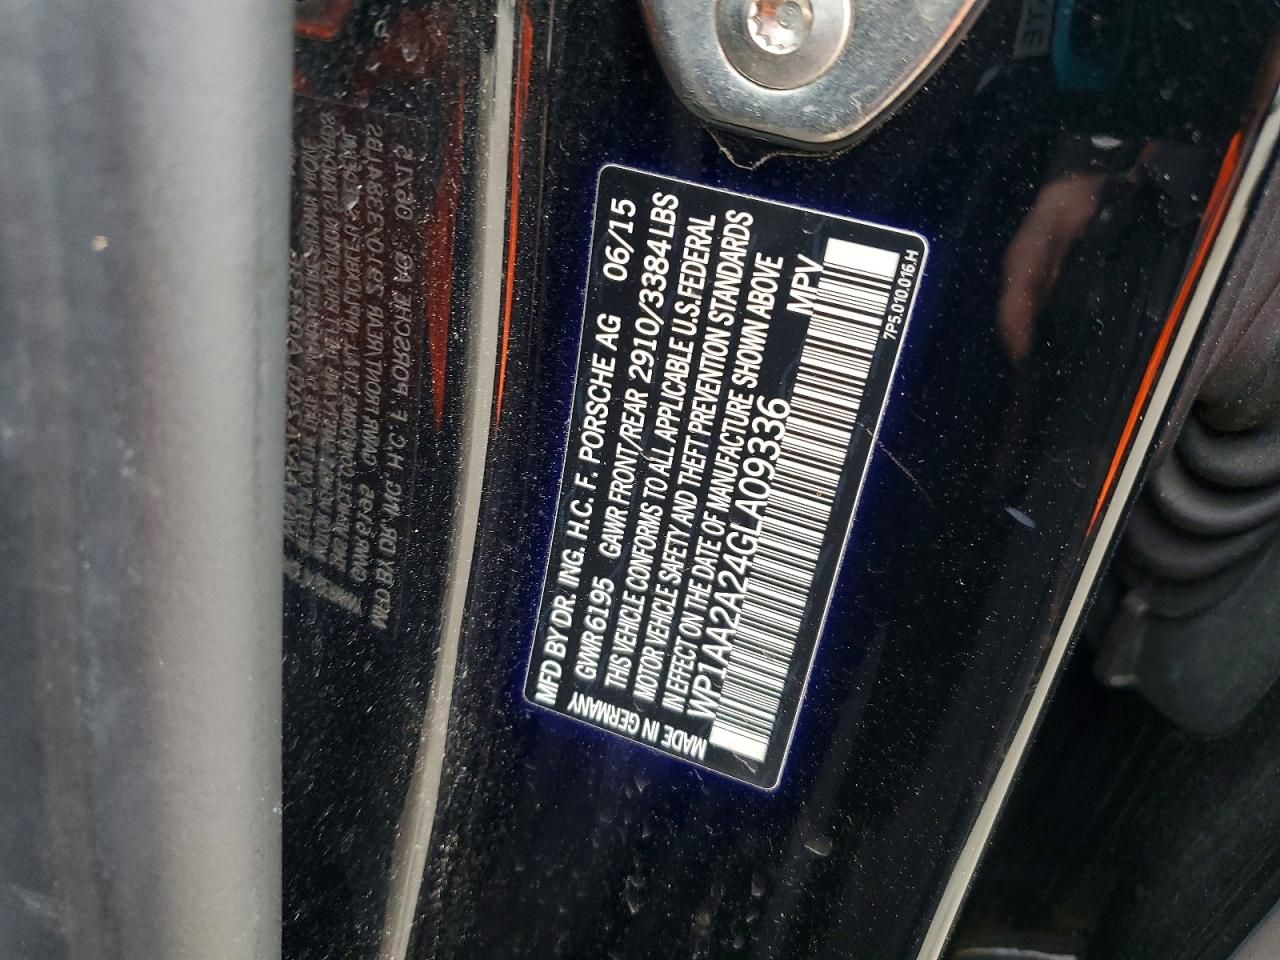 MFD BY DR. ING. H.C. F. PORSCHE AG 06/15
GVWR 6195 GAWR FRONT/REAR 2910/3384 LBS
THIS VEHICLE CONFORMS TO ALL APPLICABLE U.S. FEDERAL
MOTOR VEHICLE SAFETY AND THEFT PREVENTION STANDARDS
IN EFFECT ON THE DATE OF MANUFACTURE SHOWN ABOVE
WP1AA2A24GLA09336 MPV
MADE IN GERMANY
7P5.010.016.H